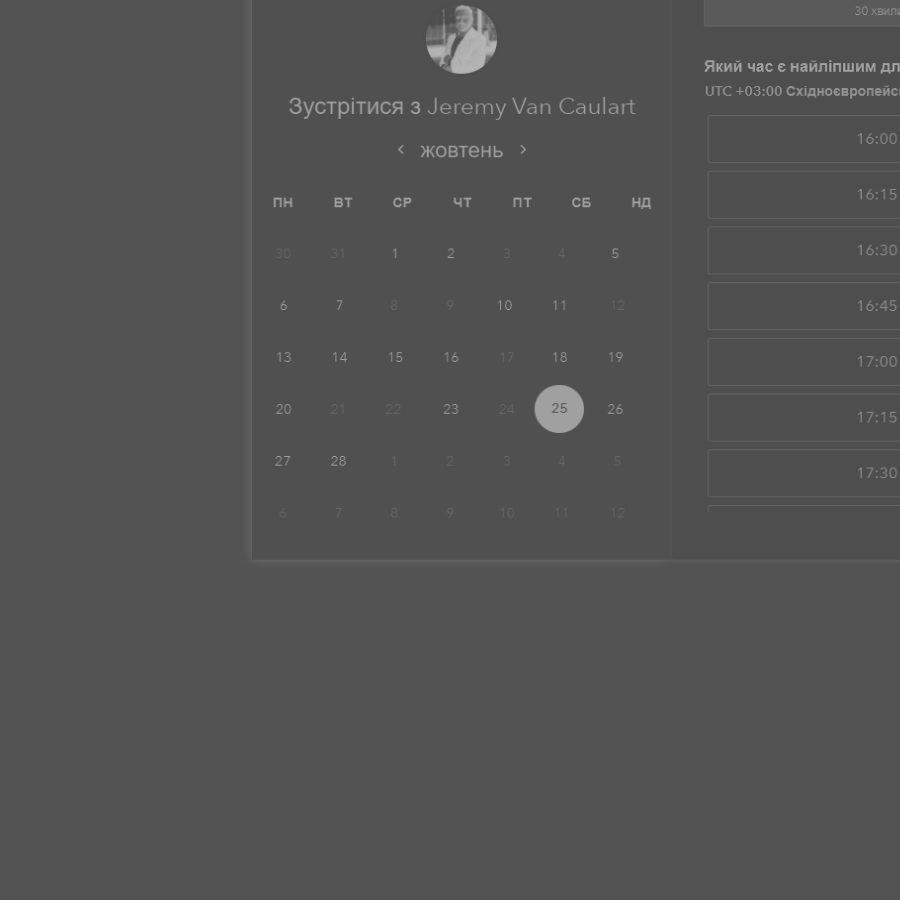 30 хвили
Зустрітися з Jeremy Van Caulart
жовтень
ПН ВТ СР ЧТ ПТ СБ НД
30 31 1 2 3 4 5
6 7 8 9 10 11 12
13 14 15 16 17 18 19
20 21 22 23 24 25 26
27 28 1 2 3 4 5
6 7 8 9 10 11 12
Який час є найліпшим дл
UTC +03:00 Східноєвропейс
16:00
16:15
16:30
16:45
17:00
17:15
17:30